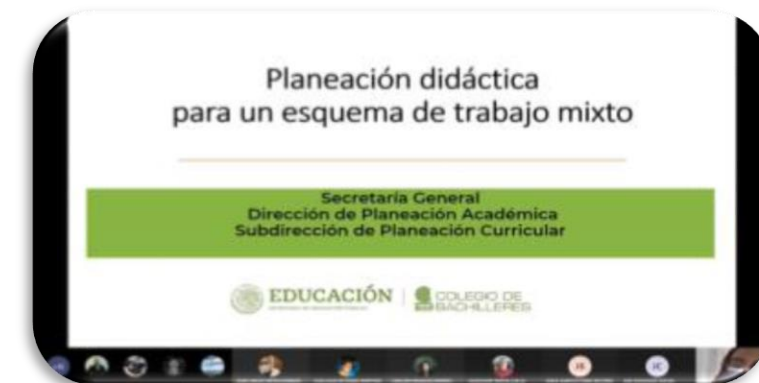 Planeación didáctica
para un esquema de trabajo mixto
Secretaría General
Dirección de Planeación Académica
Subdirección de Planeación Curricular
EDUCACIÓN
COLEGIO DE
BACHILLERES